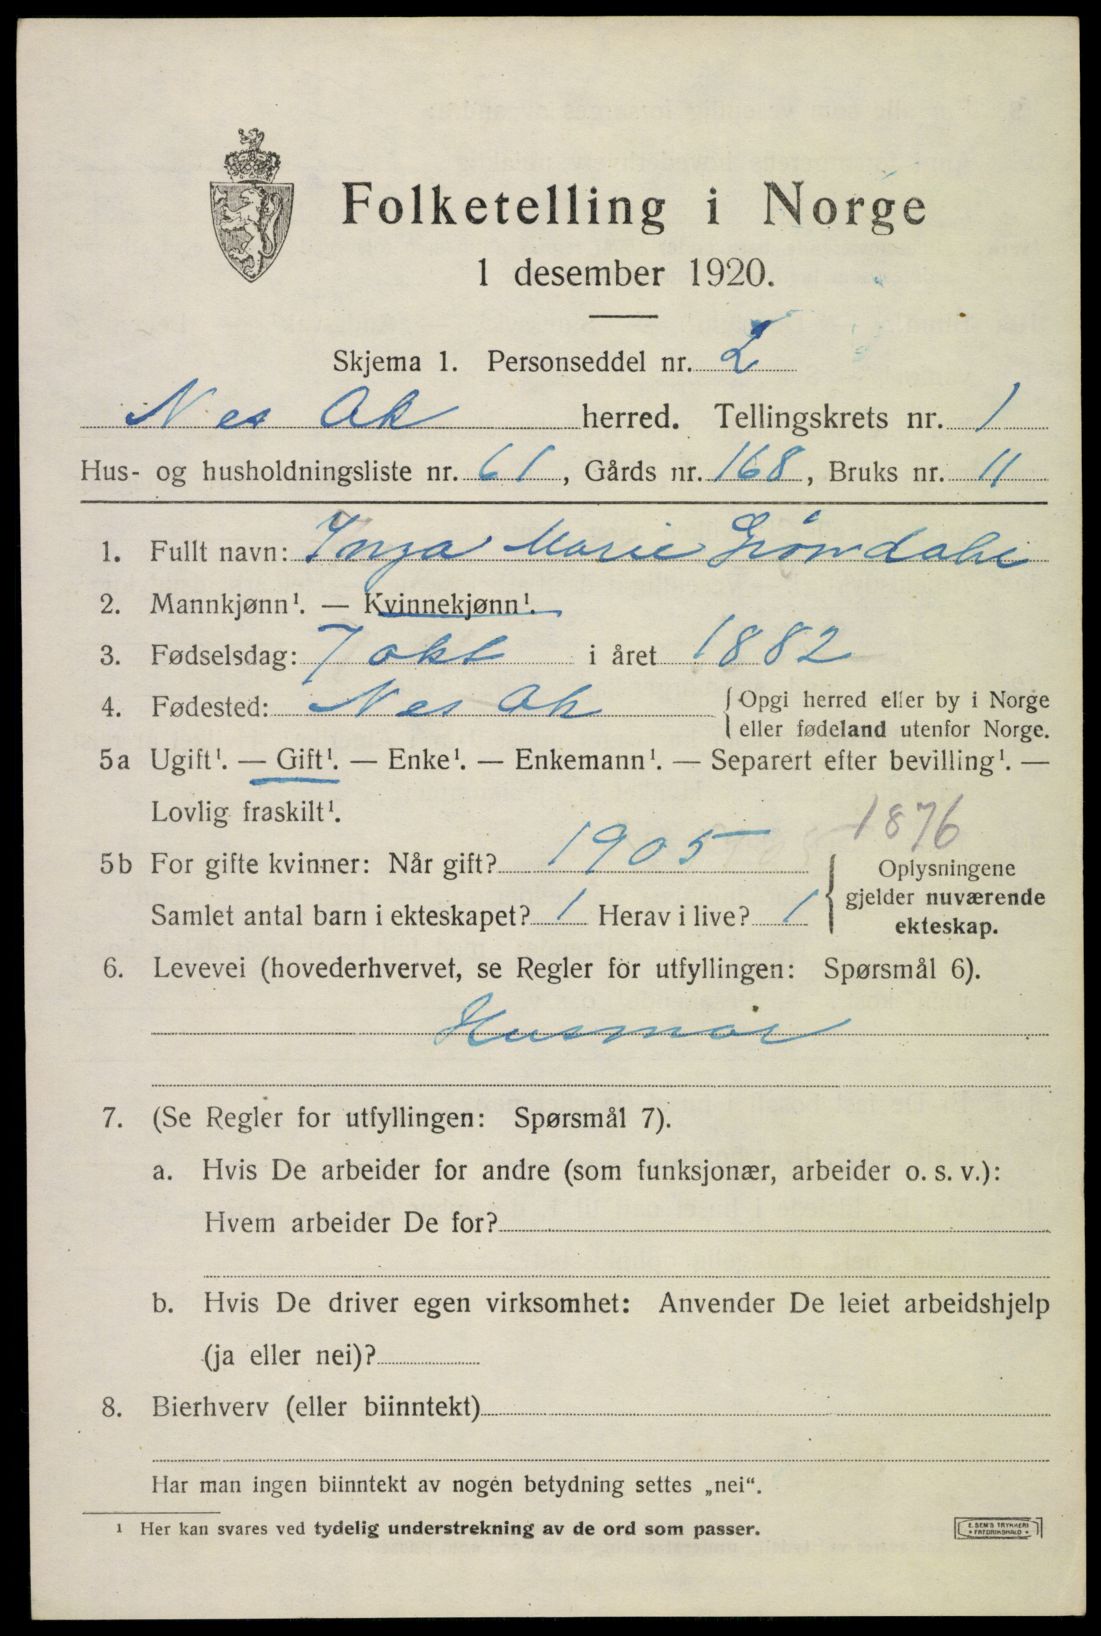 Folketelling i Norge
1 desember 1920.
Skjema 1. Personseddel nr. 2
Nes Ak herred. Tellingskrets nr. 1
Hus- og husholdningsliste nr. 61, Gårds nr. 168, Bruks nr. 11
1. Fullt navn: Inga Marie Grøndahl
2. Mannkjønn¹. — Kvinnekjønn¹.
3. Fødselsdag: 7 okt i året 1882
4. Fødested: Nes Ak {Opgi herred eller by i Norge
eller fødeland utenfor Norge.
5a Ugift¹. — Gift¹. — Enke¹. — Enkemann¹. — Separert efter bevilling¹. —
Lovlig fraskilt¹.
1876
5b For gifte kvinner: Når gift? 1905
Samlet antal barn i ekteskapet? 1 Herav i live? 1
Oplysningene
gjelder nuværende
ekteskap.
6. Levevei (hovederhvervet, se Regler for utfyllingen: Spørsmål 6).
Husmor
7. (Se Regler for utfyllingen: Spørsmål 7).
a. Hvis De arbeider for andre (som funksjonær, arbeider o. s. v.):
Hvem arbeider De for?
b. Hvis De driver egen virksomhet: Anvender De leiet arbeidshjelp
(ja eller nei)?
8. Bierhverv (eller biinntekt)
Har man ingen biinntekt av nogen betydning settes „nei“.
¹ Her kan svares ved tydelig understrekning av de ord som passer.
E. SEM'S TRYKKERI
• FREDRIKSHALD •